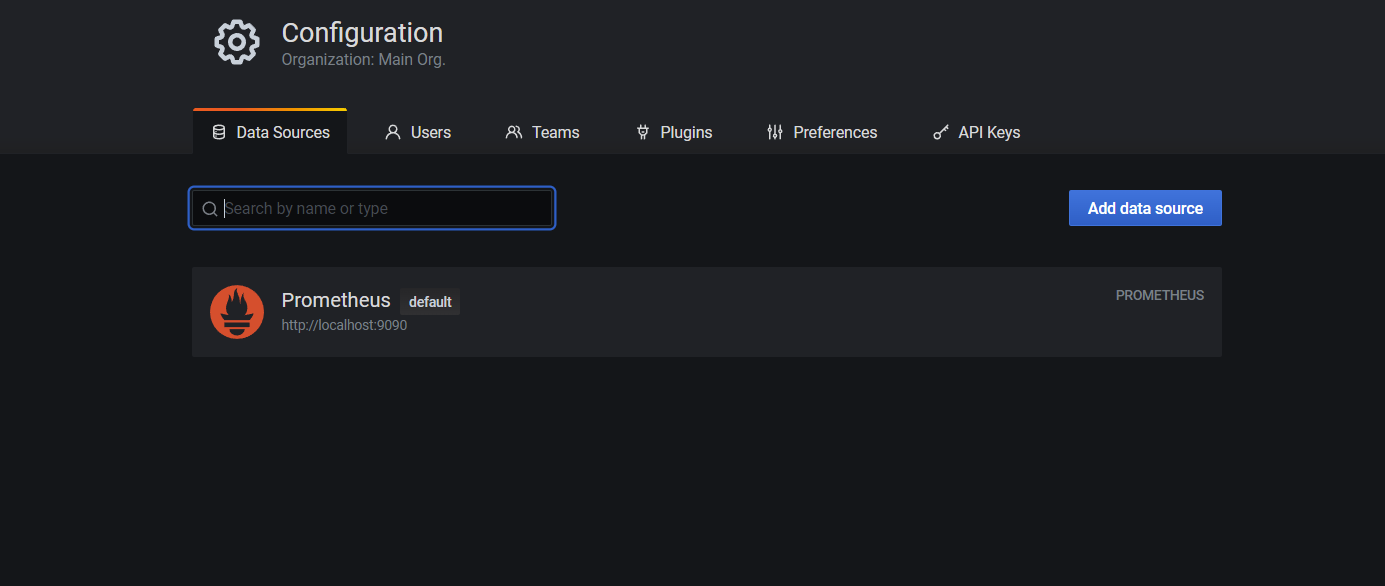 Configuration
Organization: Main Org.
Data Sources
Users
Teams
Plugins
Preferences
API Keys
Search by name or type
Add data source
Prometheus
default
PROMETHEUS
http://localhost:9090